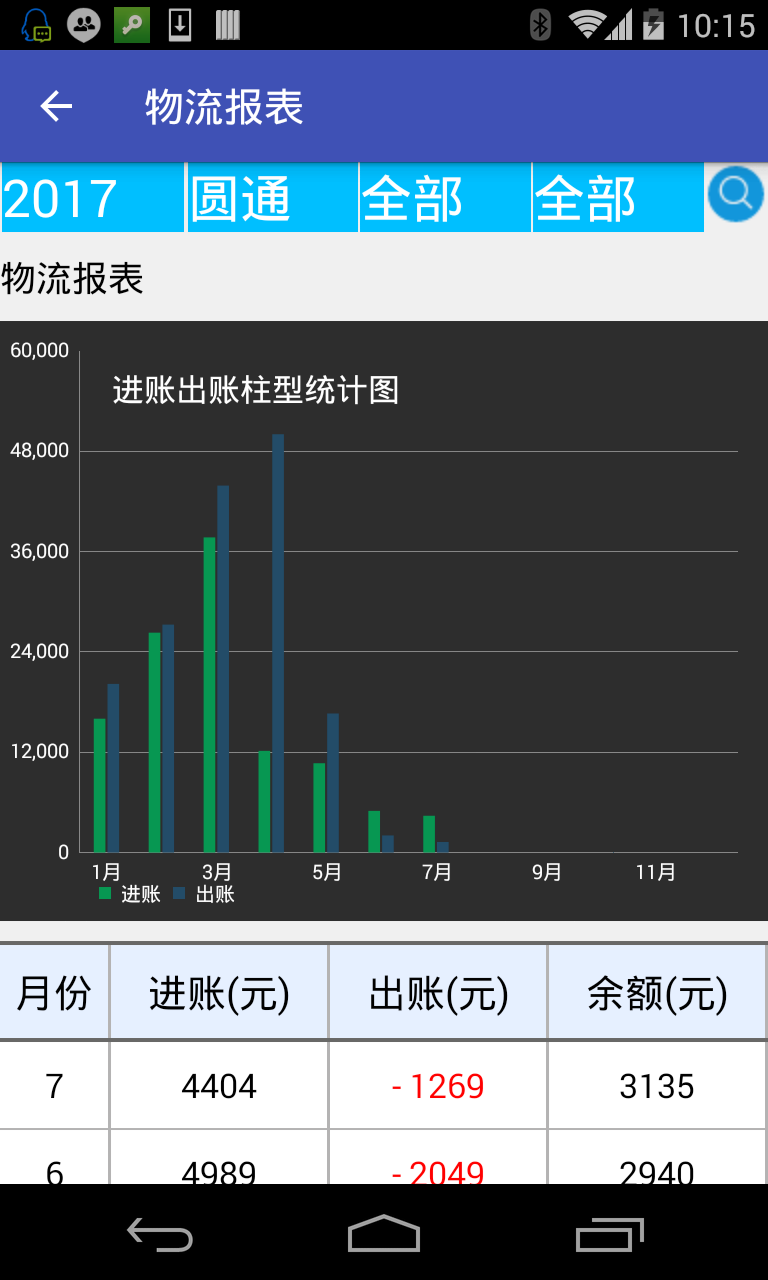 10:15
物流报表
2017 圆通 全部 全部
物流报表
60,000
进账出账柱型统计图
48,000
36,000
24,000
12,000
0
1月 3月 5月 7月 9月 11月
进账 出账
月份 进账(元) 出账(元) 余额(元)
7 4404 - 1269 3135
6 4989 - 2049 2940